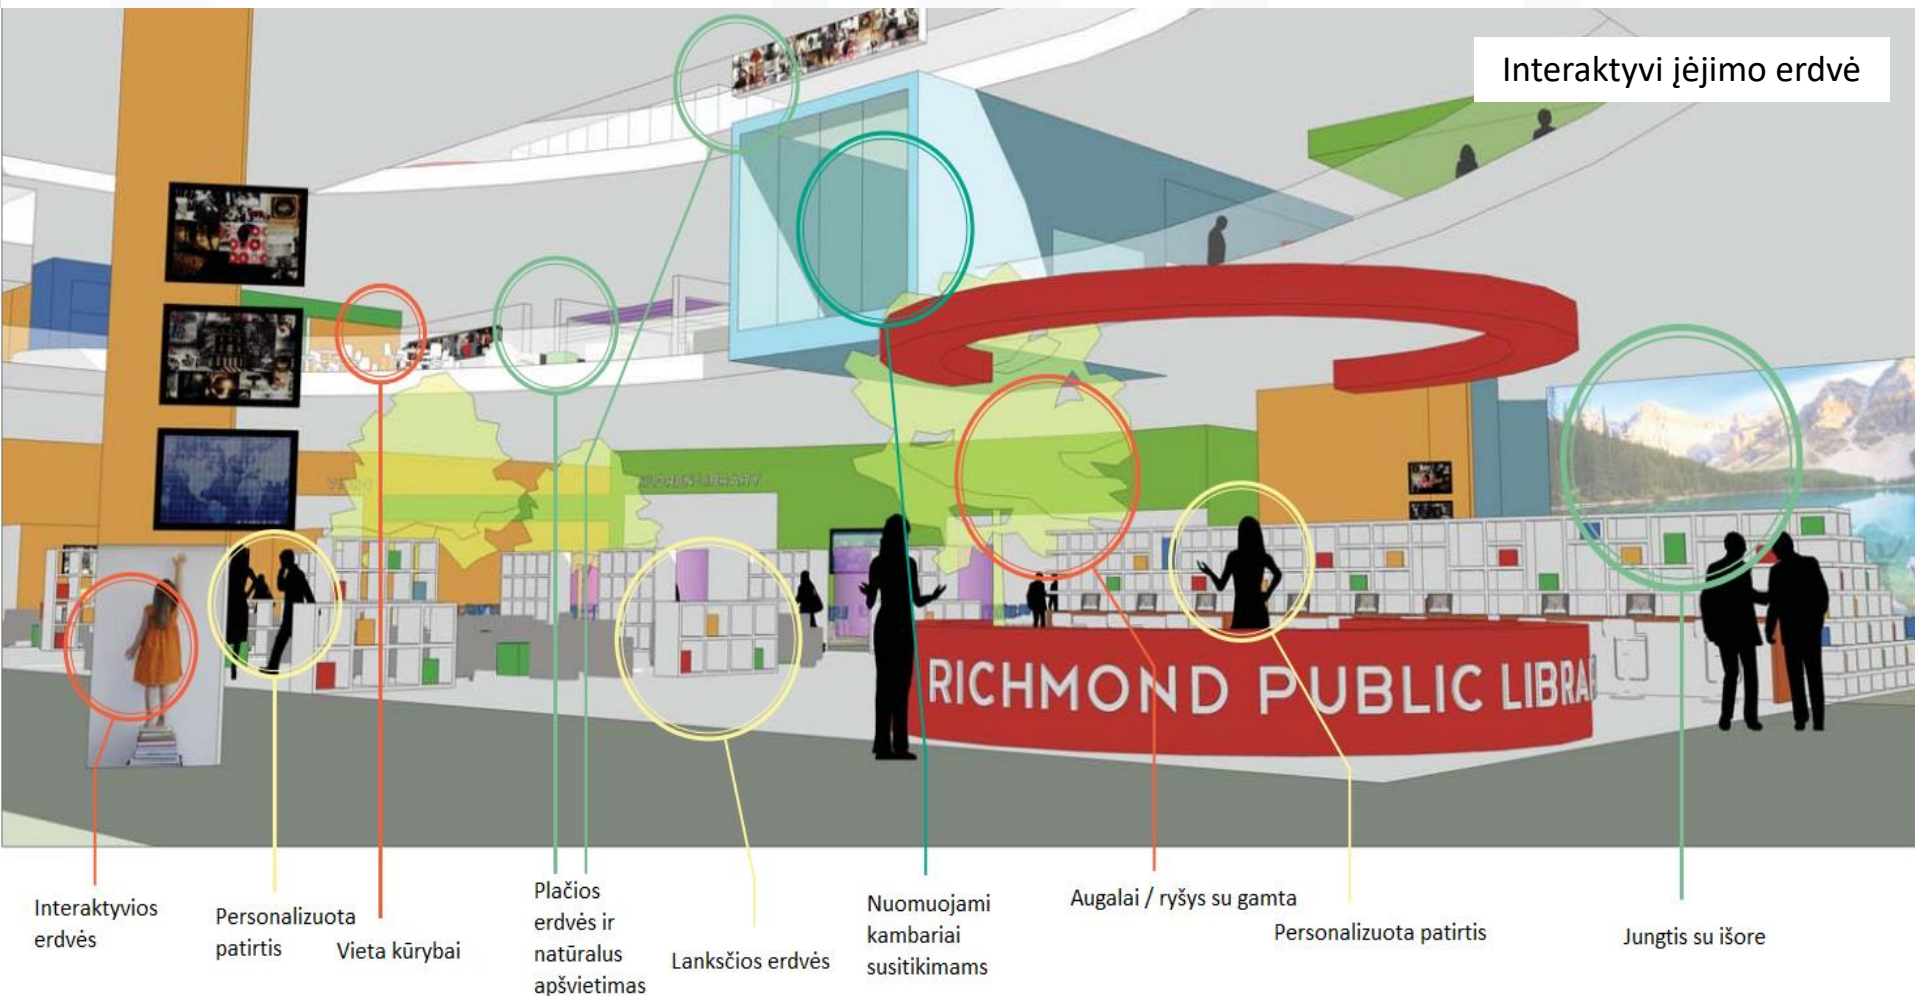 Interaktyvi įėjimo erdvė
RICHMOND PUBLIC LIBRA
Interaktyvios
erdvės
Personalizuota
patirtis
Vieta kūrybai
Plačios
erdvės ir
natūralus
apšvietimas
Lanksčios erdvės
Nuomuojami
kambariai
susitikimams
Augalai / ryšys su gamta
Personalizuota patirtis
Jungtis su išore